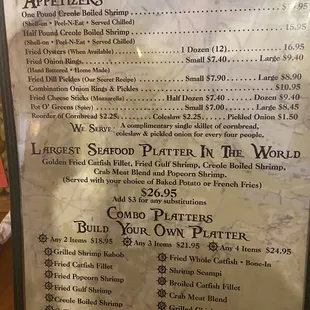 APPETIZERS
One Pound Creole Boiled Shrimp
(Shell-on • Peel-N-Eat • Served Chilled)
Half Pound Creole Boiled Shrimp 15.95
(Shell-on • Peel-N-Eat • Served Chilled)
Fried Oysters (When Available) 1 Dozen (12) 16.95
Fried Onion Rings Small $7.40 Large $9.40
(Hand Battered • Home Made)
Fried Dill Pickles (Our Secret Recipe) Small $7.90 Large $8.90
Combination Onion Rings & Pickles $10.95
Fried Cheese Sticks (Mozzarella) Half Dozen $7.40 Dozen $9.40
Pot O' Greens (Spicy) Small $7.00 Large $8.45
Reorder of Cornbread $2.25 Coleslaw $2.25 Pickled Onion $1.50
WE SERVE A complimentary single skillet of cornbread,
coleslaw & pickled onion for every four people,
LARGEST SEAFOOD PLATTER IN THE WORLD
Golden Fried Catfish Fillet, Fried Gulf Shrimp, Creole Boiled Shrimp,
Crab Meat Blend and Popcorn Shrimp.
(Served with your choice of Baked Potato or French Fries)
$26.95
Add $3 for any substitutions
COMBO PLATTERS
BUILD YOUR OWN PLATTER
Any 2 Items $18.95 Any 3 Items $21.95 Any 4 Items $24.95
Grilled Shrimp Kabob
Fried Catfish Fillet
Fried Popcorn Shrimp
Fried Gulf Shrimp
Creole Boiled Shrimp
Fried Whole Catfish • Bone-In
Shrimp Scampi
Broiled Catfish Fillet
Crab Meat Blend